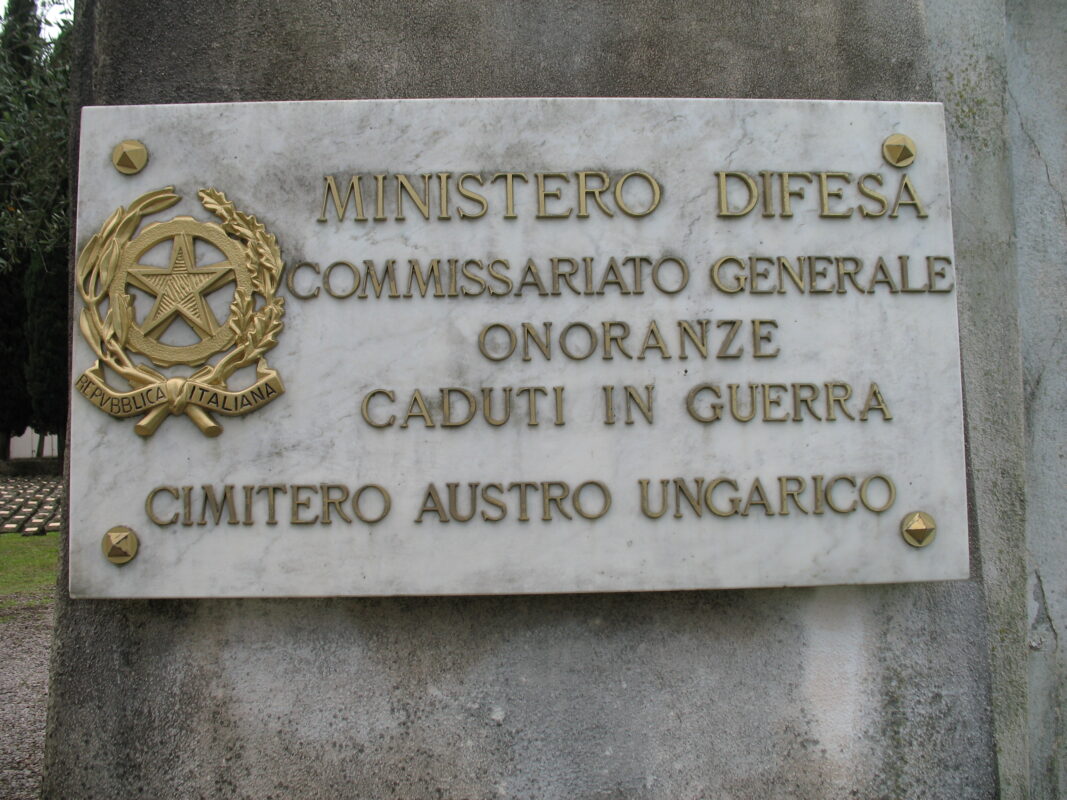 MINISTERO DIFESA
COMMISSARIATO GENERALE
ONORANZE
CADUTI IN GUERRA
REPVBBLICA ITALIANA
CIMITERO AUSTRO UNGARICO